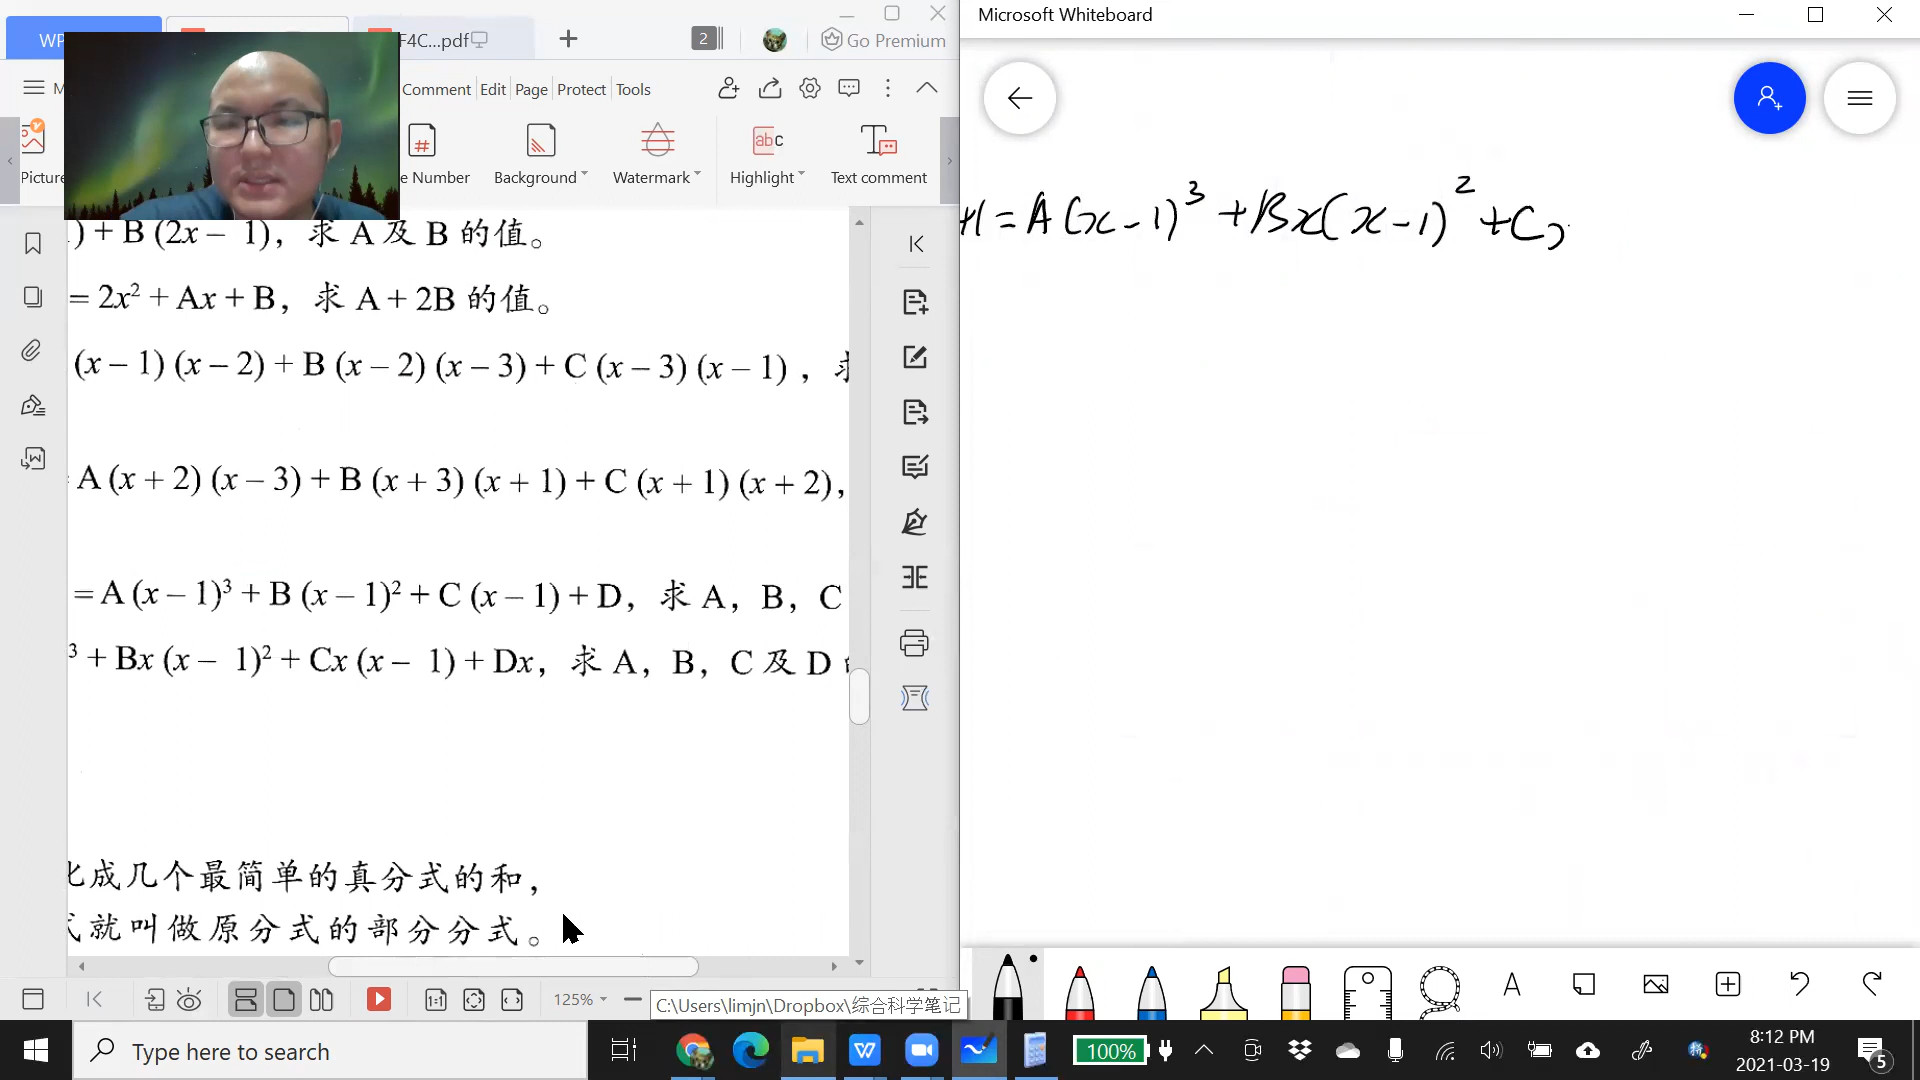 WP
F4C...pdf
2
Go Premium
Comment Edit Page Protect Tools
Picture
e Number
Background
Watermark
Highlight
Text comment
) + B (2x − 1)，求 A 及 B 的值。
= 2x² + Ax + B，求 A + 2B 的值。
(x − 1) (x − 2) + B (x − 2) (x − 3) + C (x − 3) (x − 1) ，
A (x + 2) (x − 3) + B (x + 3) (x + 1) + C (x + 1) (x + 2)，
= A (x − 1)³ + B (x − 1)² + C (x − 1) + D，求 A，B，C
³ + Bx (x − 1)² + Cx (x − 1) + Dx，求 A，B，C 及 D
成几个最简单的真分式的和，
就叫做原分式的部分分式。
125%
C:\Users\limjn\Dropbox\综合科学笔记
Microsoft Whiteboard
+1 = A(x−1)³ + Bx(x−1)² + C
Type here to search
100%
8:12 PM
2021-03-19
5